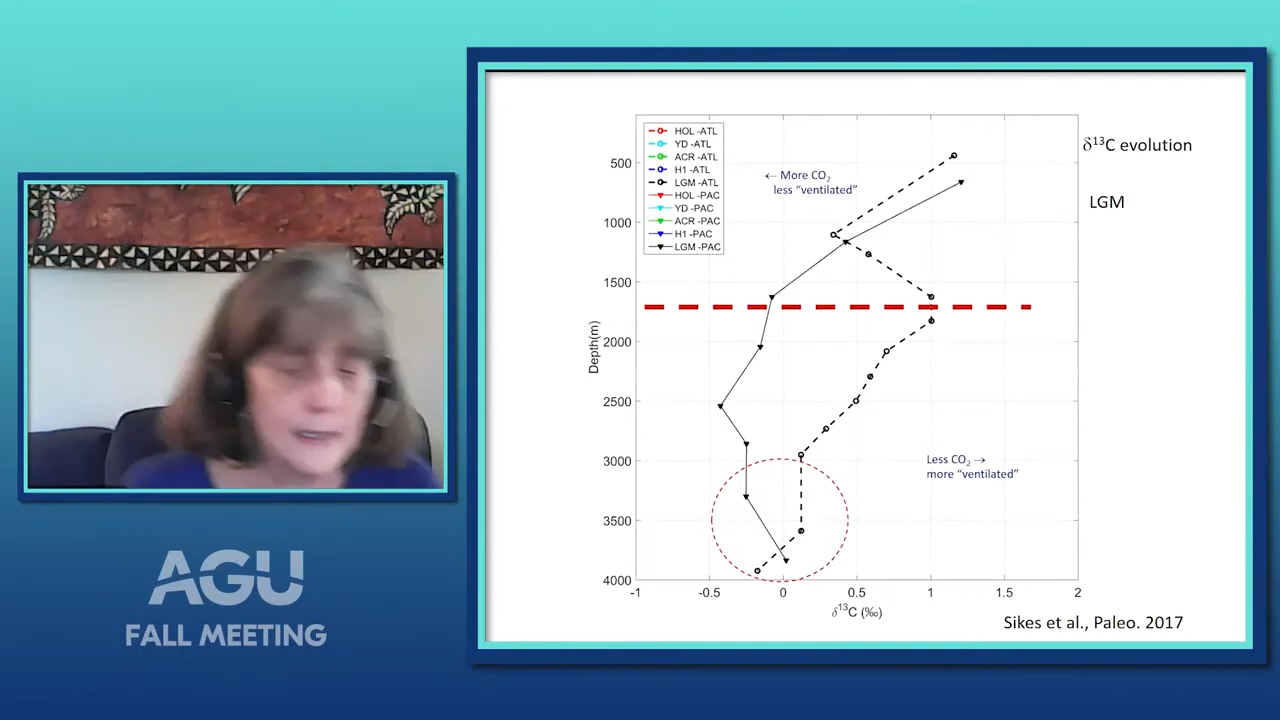 AGU
FALL MEETING
HOL -ATL
YD -ATL
ACR -ATL
H1 -ATL
LGM -ATL
HOL -PAC
YD -PAC
ACR -PAC
H1 -PAC
LGM -PAC
← More CO₂
less “ventilated”
Less CO₂ →
more “ventilated”
500
1000
1500
2000
2500
3000
3500
4000
Depth(m)
-1
-0.5
0
0.5
1
1.5
2
δ¹³C (‰)
δ¹³C evolution
LGM
Sikes et al., Paleo. 2017